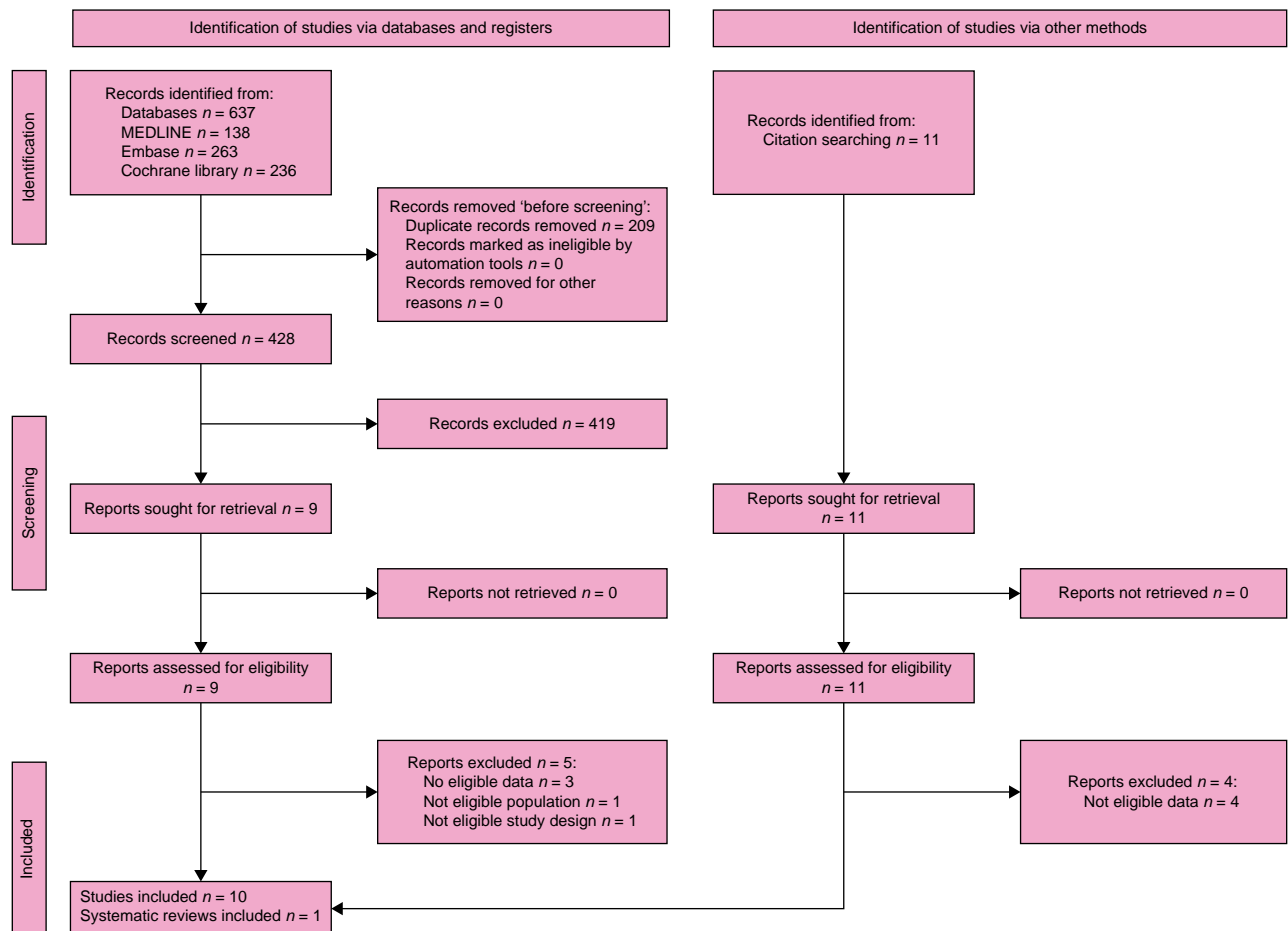 Identification of studies via databases and registers
Identification of studies via other methods
Identification
Records identified from:
Databases n = 637
MEDLINE n = 138
Embase n = 263
Cochrane library n = 236
Records identified from:
Citation searching n = 11
Records removed ‘before screening’:
Duplicate records removed n = 209
Records marked as ineligible by
automation tools n = 0
Records removed for other
reasons n = 0
Records screened n = 428
Screening
Records excluded n = 419
Reports sought for retrieval n = 9
Reports sought for retrieval
n = 11
Reports not retrieved n = 0
Reports not retrieved n = 0
Reports assessed for eligibility
n = 9
Reports assessed for eligibility
n = 11
Included
Reports excluded n = 5:
No eligible data n = 3
Not eligible population n = 1
Not eligible study design n = 1
Reports excluded n = 4:
Not eligible data n = 4
Studies included n = 10
Systematic reviews included n = 1